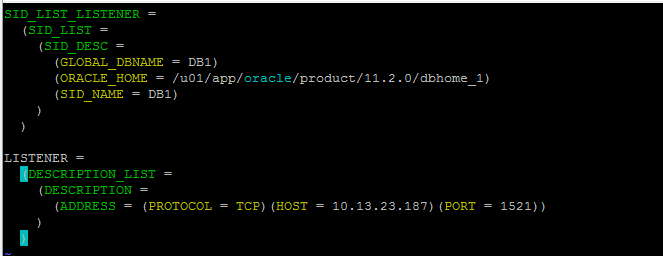 SID_LIST_LISTENER =
(SID_LIST =
(SID_DESC =
(GLOBAL_DBNAME = DB1)
(ORACLE_HOME = /u01/app/oracle/product/11.2.0/dbhome_1)
(SID_NAME = DB1)
)
)
LISTENER =
(DESCRIPTION_LIST =
(DESCRIPTION =
(ADDRESS = (PROTOCOL = TCP)(HOST = 10.13.23.187)(PORT = 1521))
)
)
~